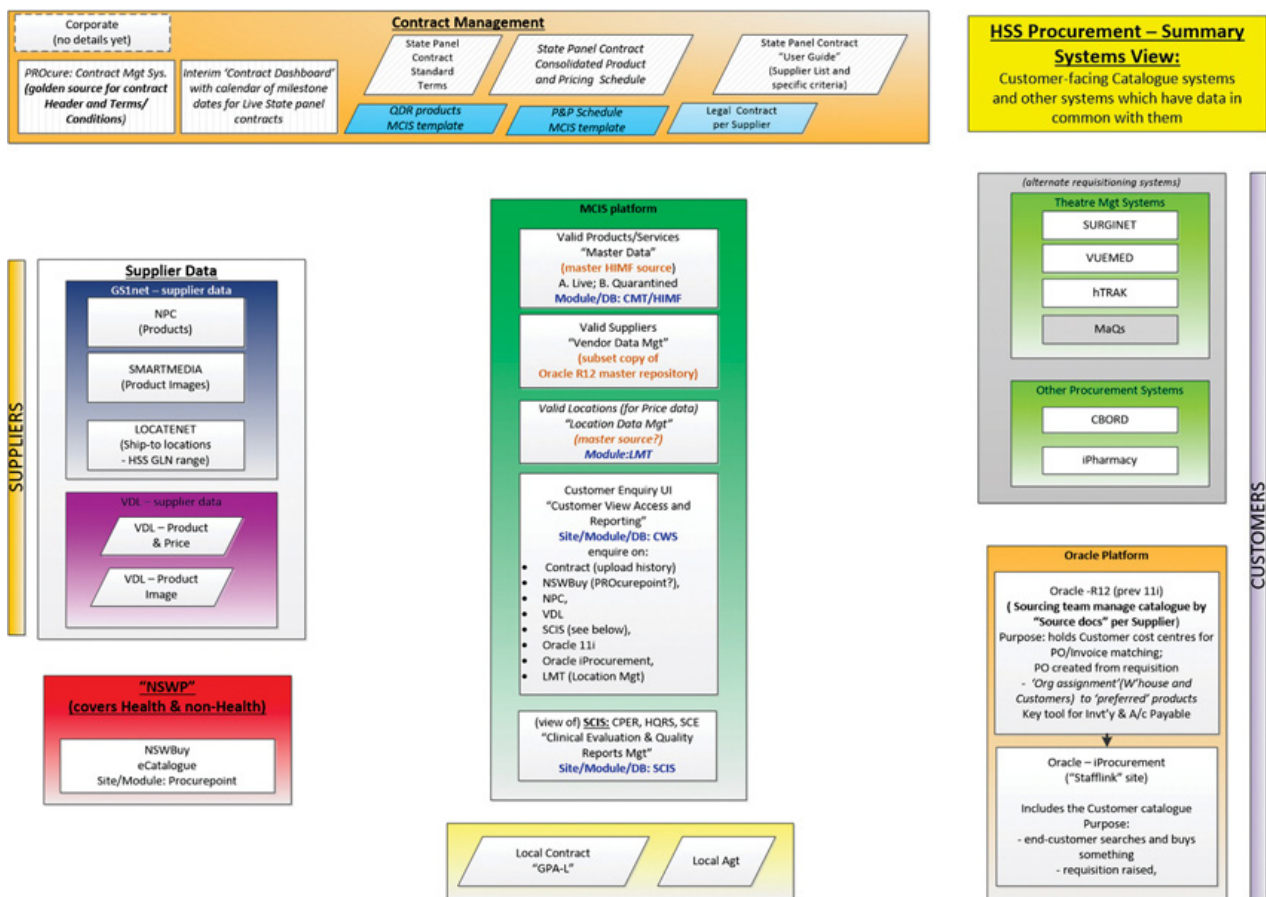 Contract Management
Corporate
(no details yet)
PROcure: Contract Mgt Sys.
(golden source for contract
Header and Terms/
Conditions)
Interim ‘Contract Dashboard’
with calendar of milestone
dates for Live State panel
contracts
State Panel
Contract
Standard
Terms
State Panel Contract
Consolidated Product
and Pricing Schedule
State Panel Contract
“User Guide”
(Supplier List and
specific criteria)
QDR products
MCIS template
P&P Schedule
MCIS template
Legal Contract
per Supplier
HSS Procurement – Summary
Systems View:
Customer-facing Catalogue systems
and other systems which have data in
common with them
SUPPLIERS
Supplier Data
GS1net – supplier data
NPC
(Products)
SMARTMEDIA
(Product Images)
LOCATENET
(Ship-to locations
- HSS GLN range)
VDL – supplier data
VDL – Product
& Price
VDL – Product
Image
“NSWP”
(covers Health & non-Health)
NSWBuy
eCatalogue
Site/Module: Procurepoint
MCIS platform
Valid Products/Services
“Master Data”
(master HIMF source)
A. Live; B. Quarantined
Module/DB: CMT/HIMF
Valid Suppliers
“Vendor Data Mgt”
(subset copy of
Oracle R12 master repository)
Valid Locations (for Price data)
“Location Data Mgt”
(master source?)
Module:LMT
Customer Enquiry UI
“Customer View Access and
Reporting”
Site/Module/DB: CWS
enquire on:
• Contract (upload history)
• NSWBuy (PROcurepoint?),
• NPC,
• VDL
• SCIS (see below),
• Oracle 11i
• Oracle iProcurement,
• LMT (Location Mgt)
(view of) SCIS: CPER, HQRS, SCE
“Clinical Evaluation & Quality
Reports Mgt”
Site/Module/DB: SCIS
Local Contract
“GPA-L”
Local Agt
(alternate requisitioning systems)
Theatre Mgt Systems
SURGINET
VUEMED
hTRAK
MaQs
Other Procurement Systems
CBORD
iPharmacy
CUSTOMERS
Oracle Platform
Oracle -R12 (prev 11i)
( Sourcing team manage catalogue by
“Source docs” per Supplier)
Purpose: holds Customer cost centres for
PO/Invoice matching;
PO created from requisition
- ‘Org assignment’(W’house and
Customers) to ‘preferred’ products
Key tool for Invt’y & A/c Payable
Oracle – iProcurement
(“Stafflink” site)
Includes the Customer catalogue
Purpose:
- end-customer searches and buys
something
- requisition raised,